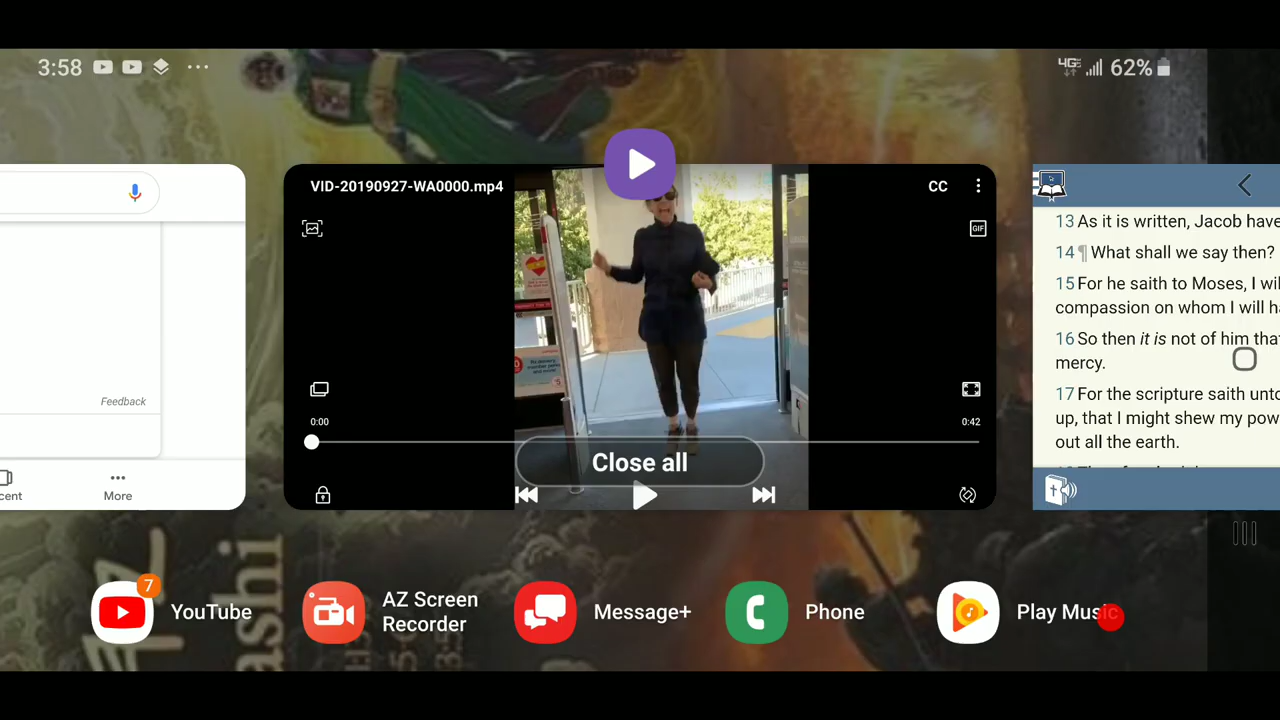 3:58
4G 62%
VID-20190927-WA0000.mp4
CC
GIF
13 As it is written, Jacob have
14 ¶ What shall we say then?
15 For he saith to Moses, I wil
compassion on whom I will ha
16 So then it is not of him tha
mercy.
17 For the scripture saith unto
up, that I might shew my pow
out all the earth.
Feedback
0:00
0:42
Close all
cent
More
7
YouTube
AZ Screen
Recorder
Message+
Phone
Play Music
ashi